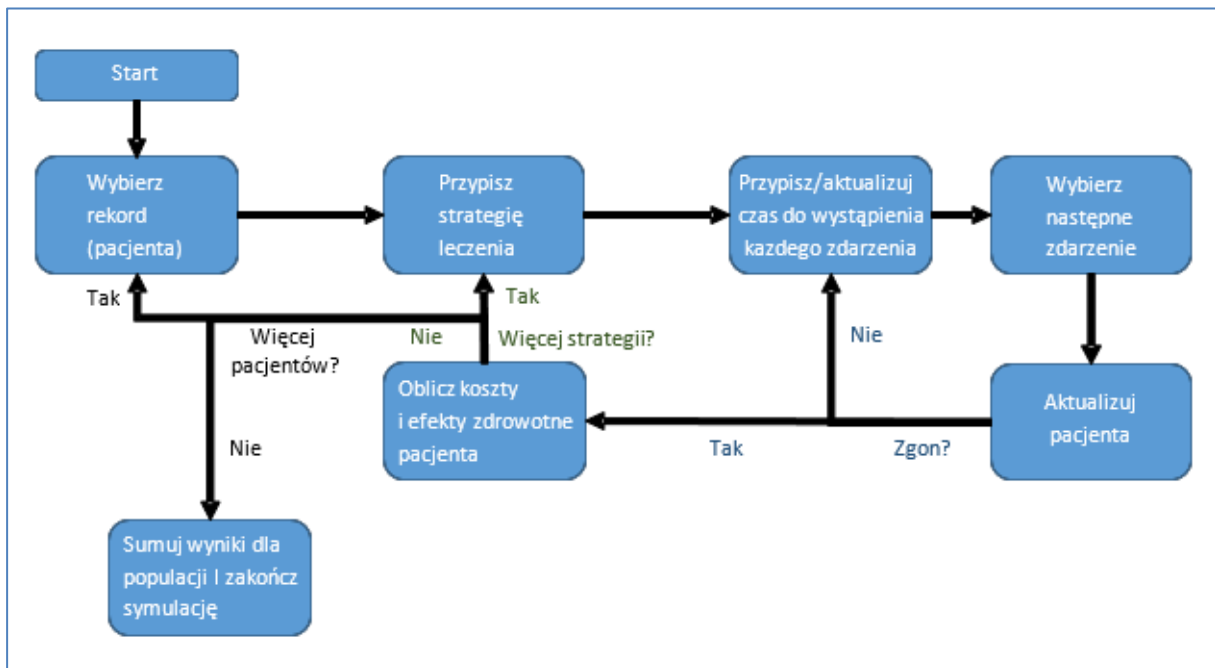 Start
Wybierz
rekord
(pacjenta)
Przypisz
strategię
leczenia
Przypisz/aktualizuj
czas do wystąpienia
każdego zdarzenia
Wybierz
następne
zdarzenie
Tak
Tak
Więcej
pacjentów?
Nie
Więcej strategii?
Nie
Oblicz koszty
i efekty zdrowotne
pacjenta
Aktualizuj
pacjenta
Nie
Tak
Zgon?
Sumuj wyniki dla
populacji I zakończ
symulację